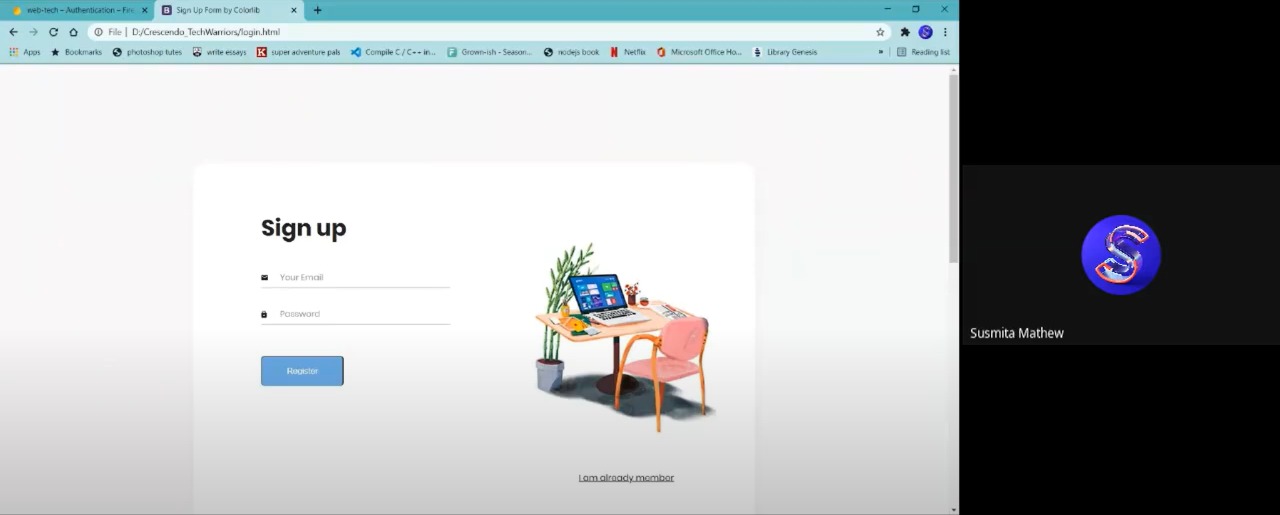 web-tech – Authentication – Fire
Sign Up Form by Colorlib
File | D:/Crescendo_TechWarriors/login.html
Apps Bookmarks photoshop tutes write essays super adventure pals Compile C / C++ in... Grown-ish - Season... nodejs book Netflix Microsoft Office Ho... Library Genesis » Reading list
Sign up
Your Email
Password
Register
I am already member
Susmita Mathew